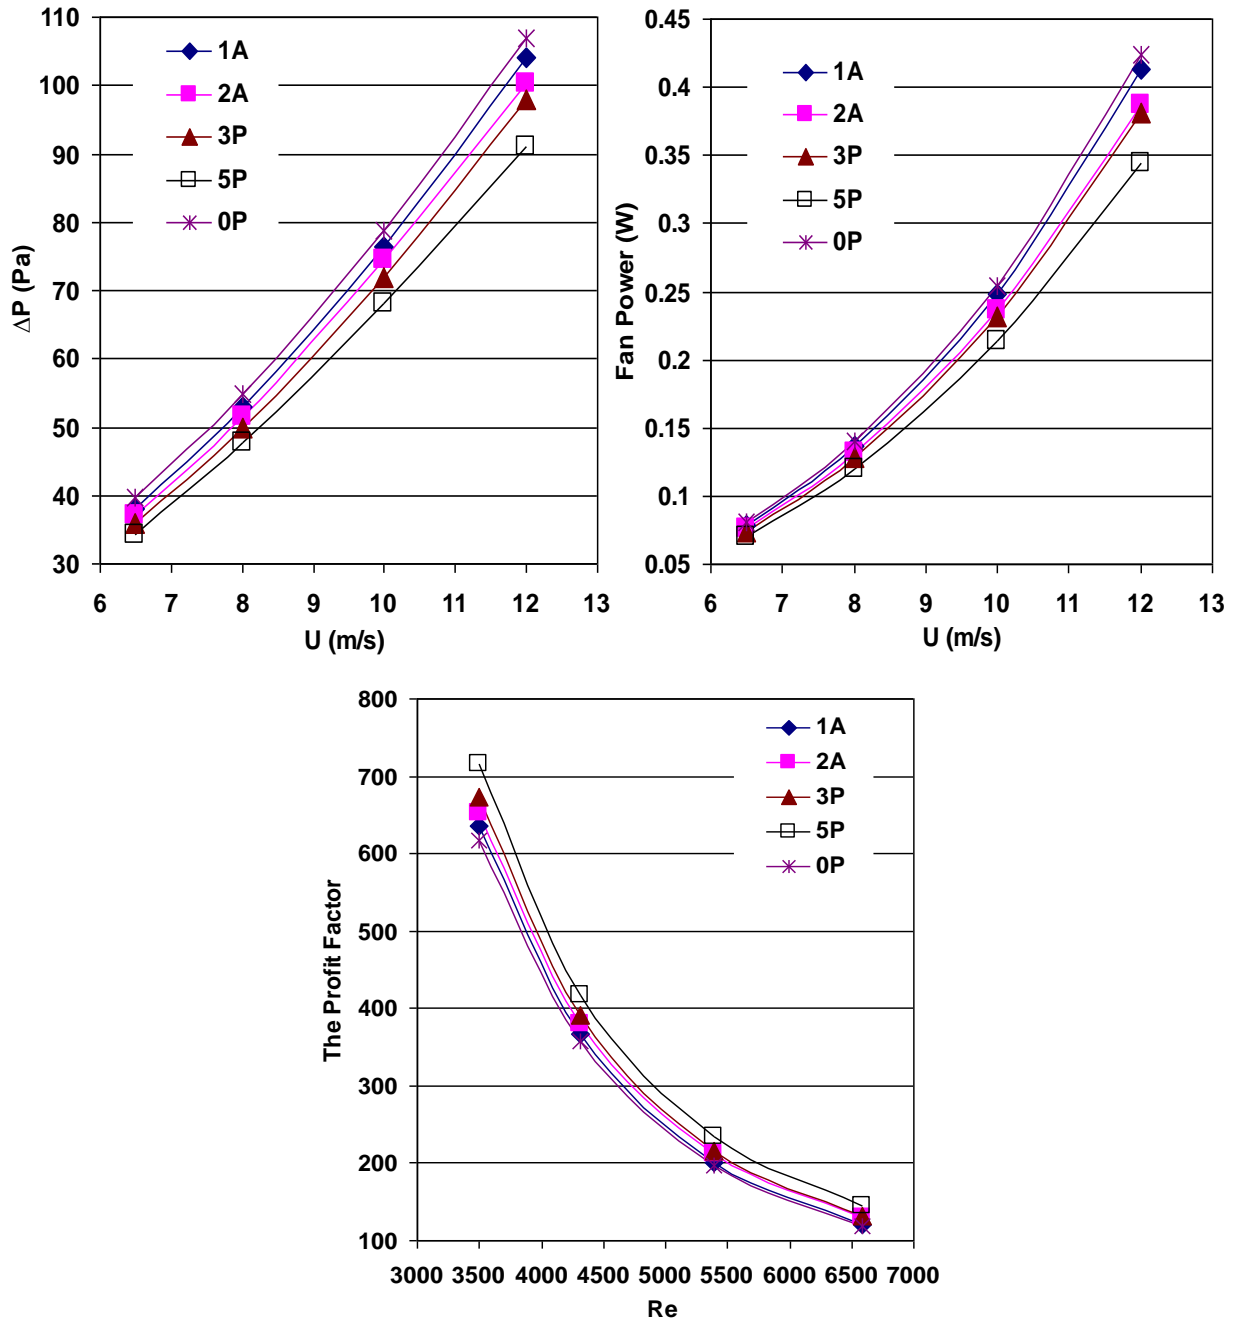 110
100
90
80
70
60
50
40
30
ΔP (Pa)
1A
2A
3P
5P
0P
6 7 8 9 10 11 12 13
U (m/s)
0.45
0.4
0.35
0.3
0.25
0.2
0.15
0.1
0.05
Fan Power (W)
1A
2A
3P
5P
0P
6 7 8 9 10 11 12 13
U (m/s)
800
700
600
500
400
300
200
100
The Profit Factor
1A
2A
3P
5P
0P
3000 3500 4000 4500 5000 5500 6000 6500 7000
Re